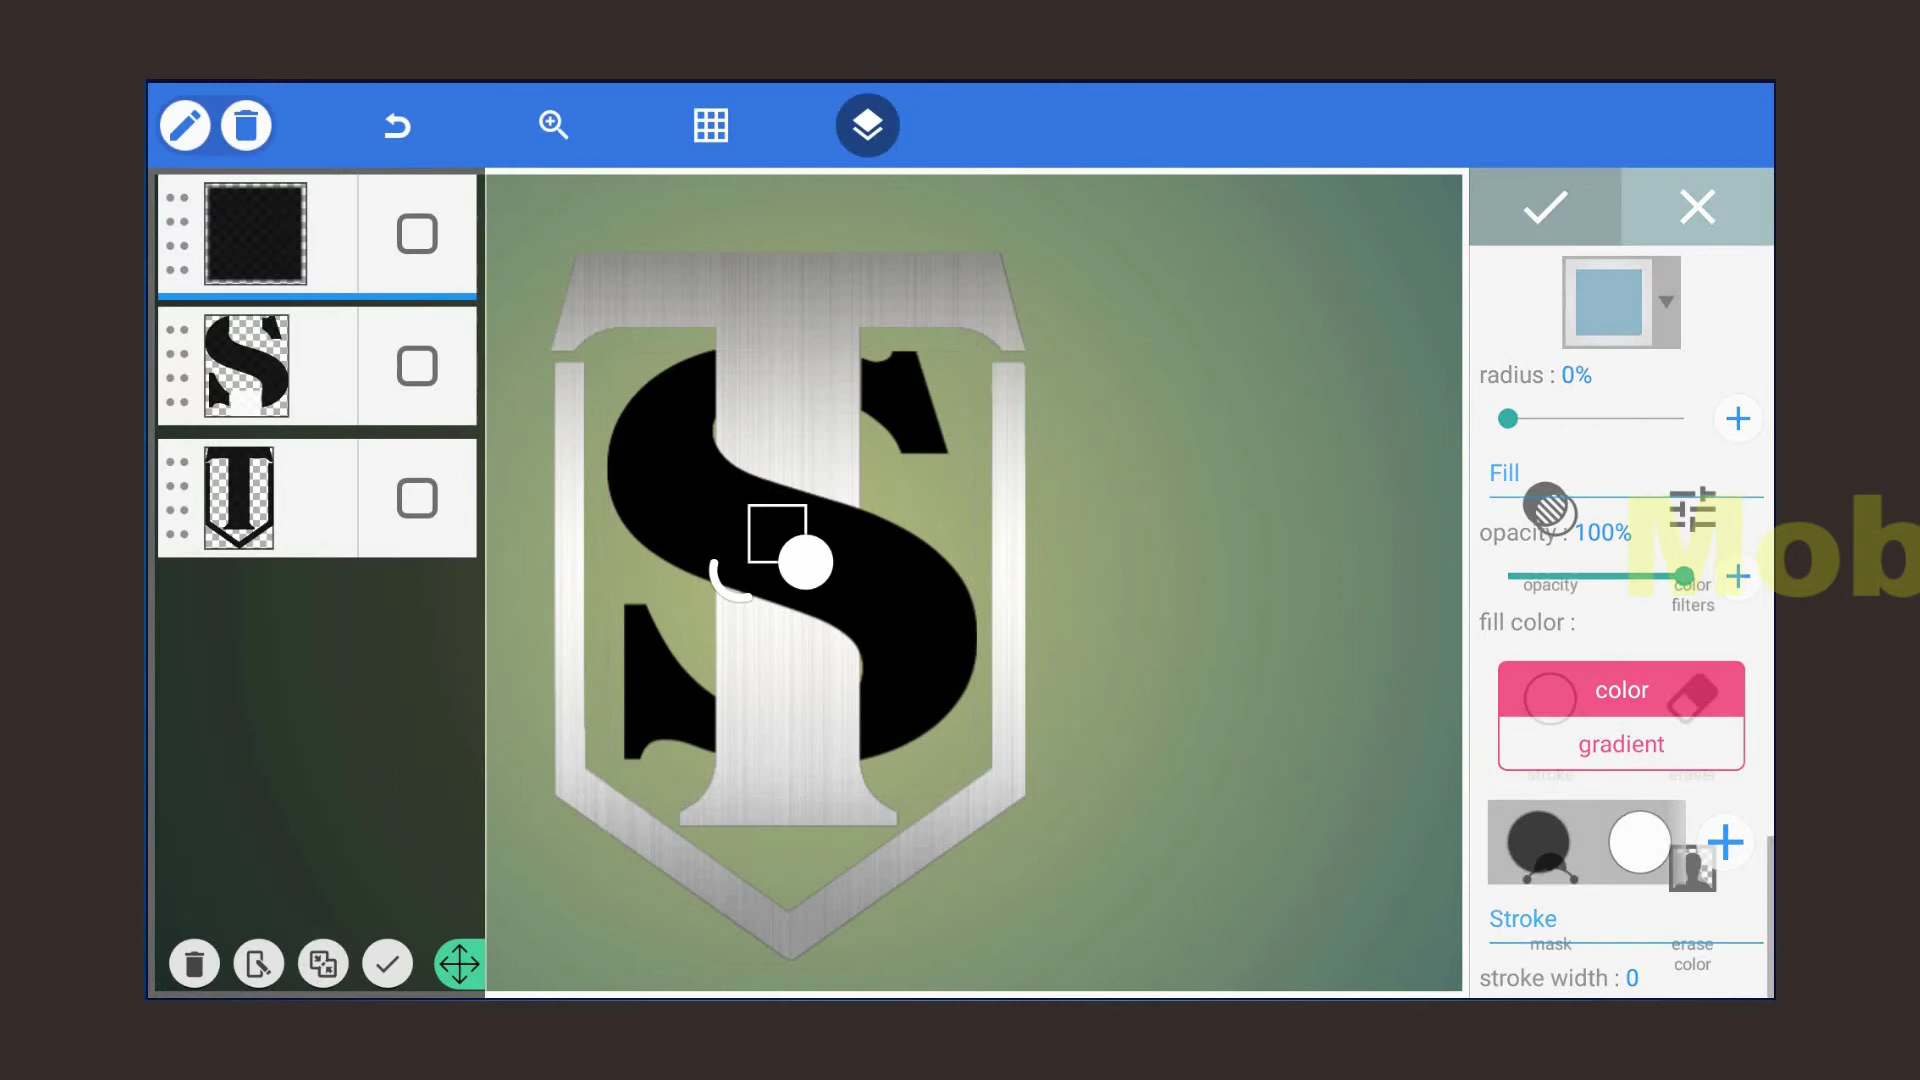 radius : 0%
Fill
opacity : 100%
opacity
color
filters
fill color :
color
gradient
stroke
eraser
Stroke
mask
erase
color
stroke width : 0
Mob
T
S